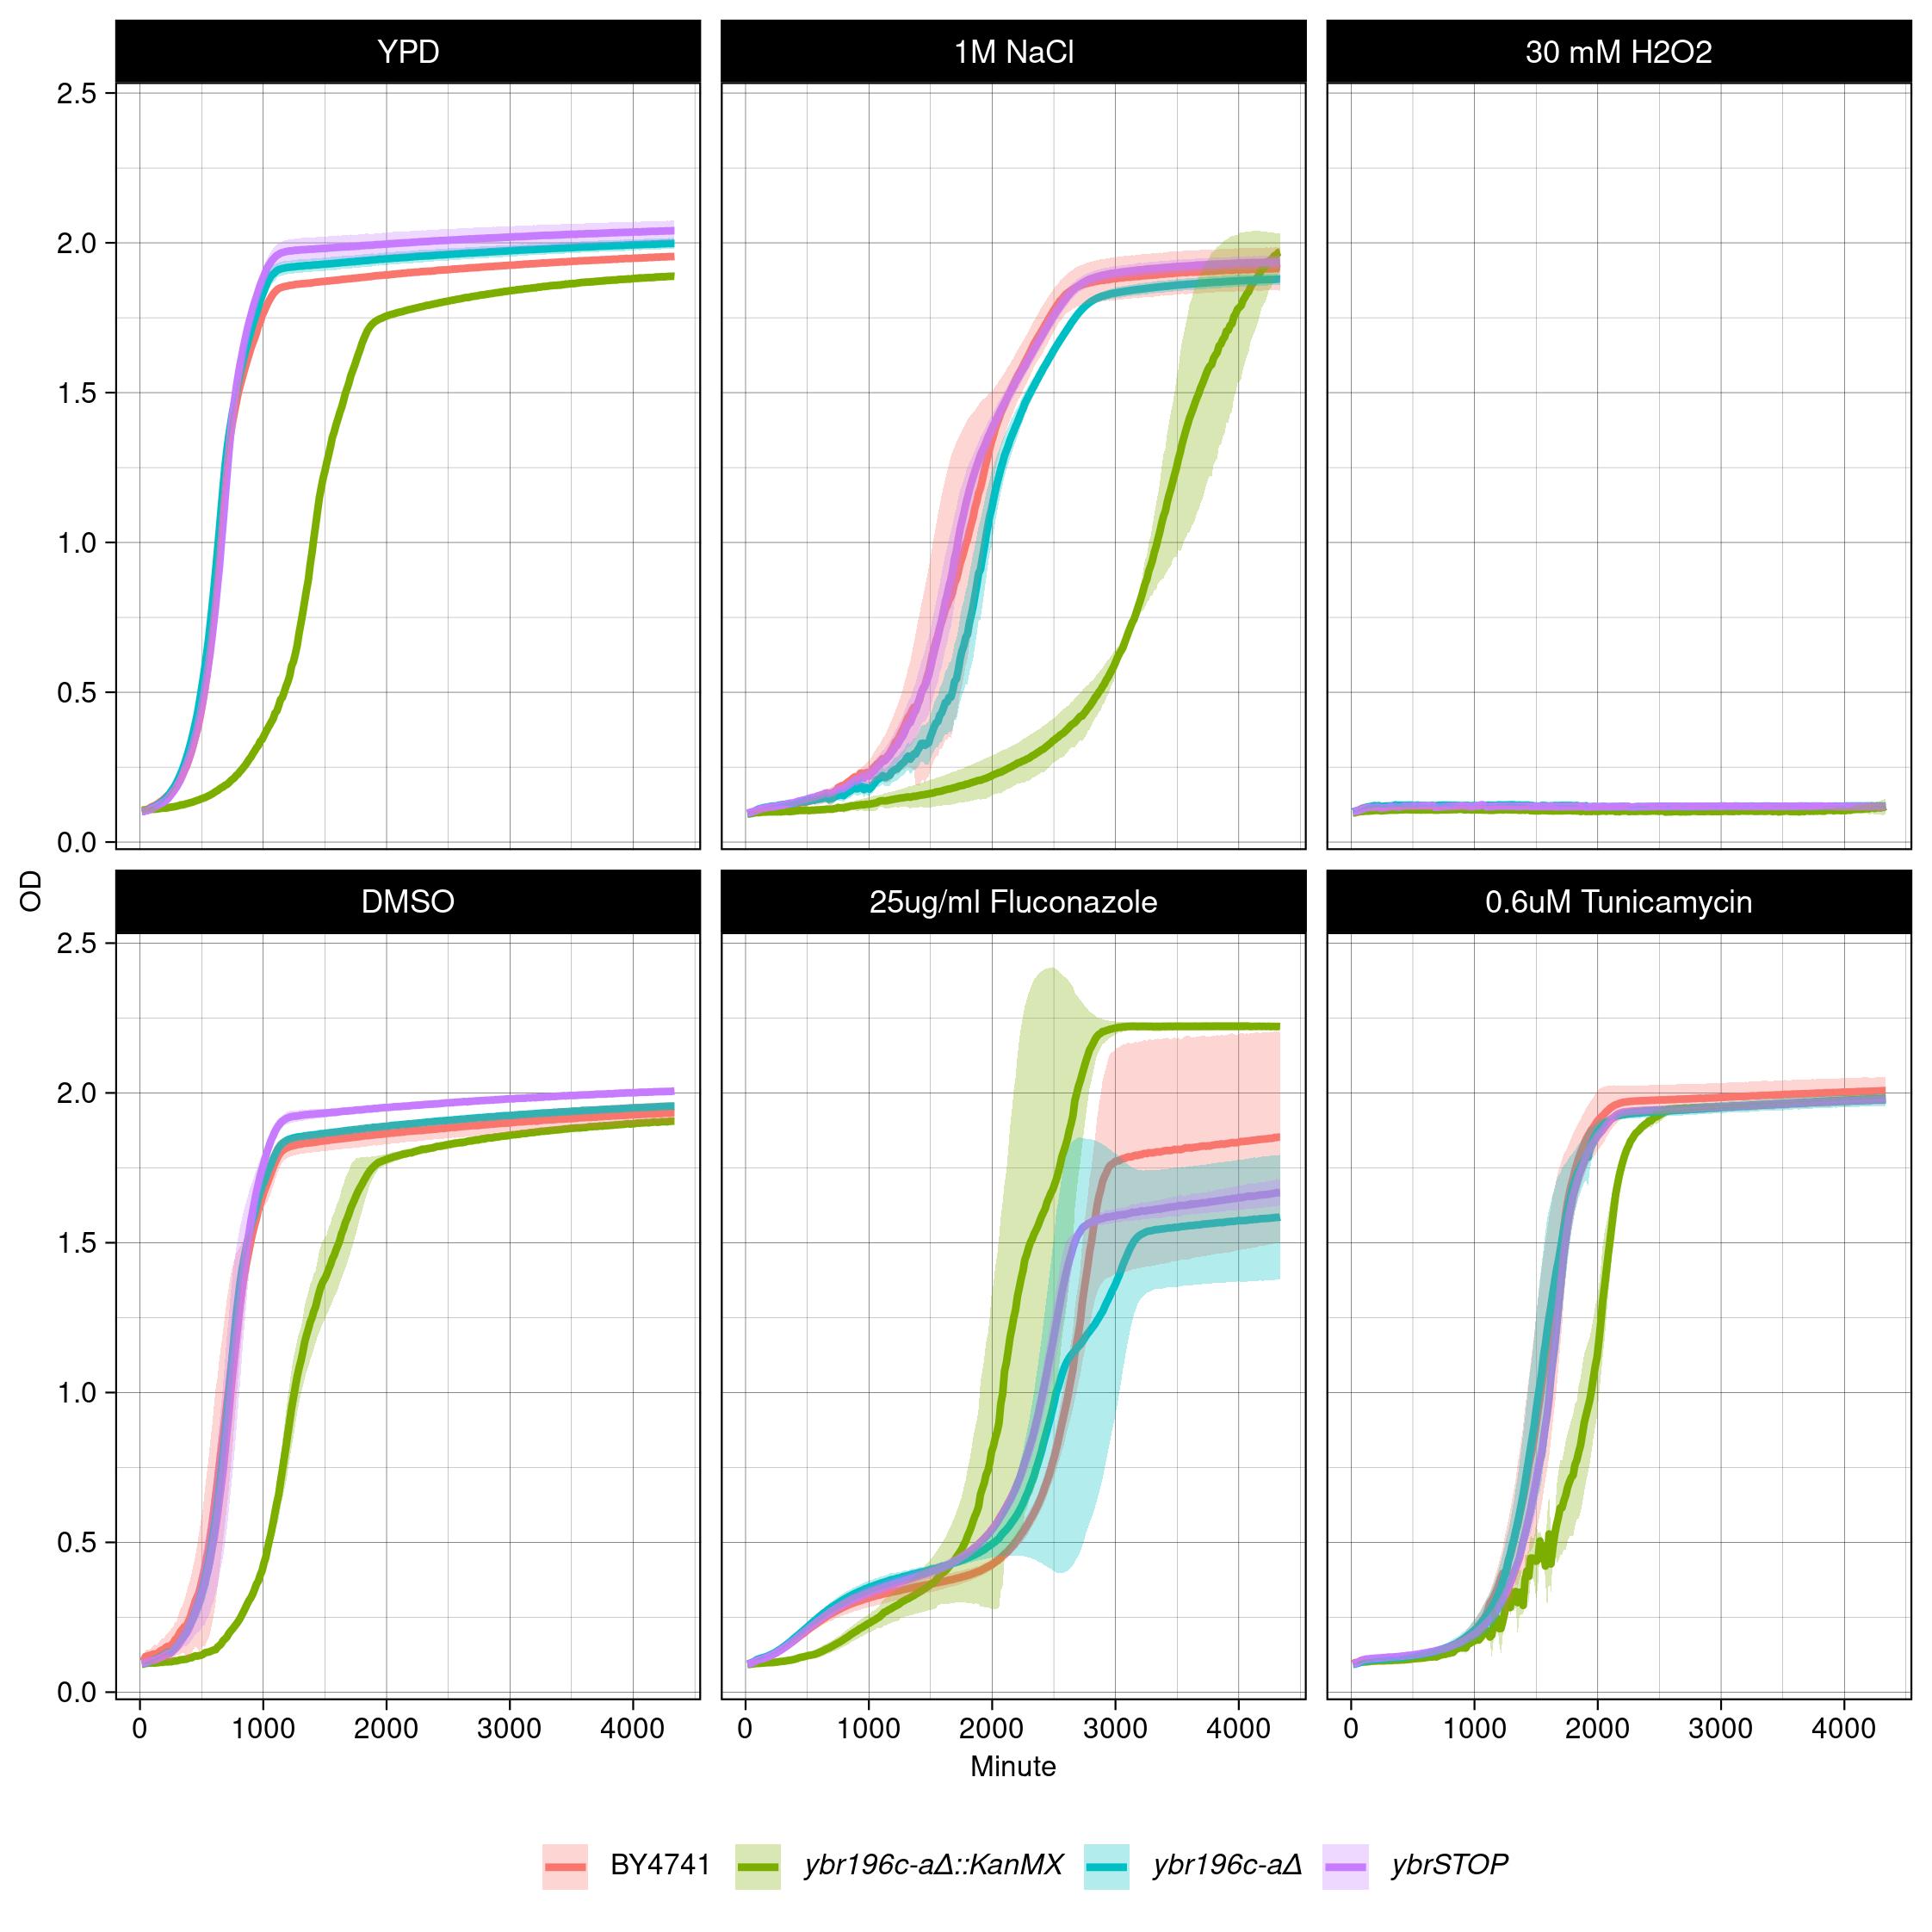 YPD
1M NaCl
30 mM H2O2
2.5
2.0
1.5
1.0
0.5
0.0
OD
DMSO
25ug/ml Fluconazole
0.6uM Tunicamycin
2.5
2.0
1.5
1.0
0.5
0.0
0 1000 2000 3000 4000
0 1000 2000 3000 4000
0 1000 2000 3000 4000
Minute
BY4741 ybr196c-aΔ::KanMX ybr196c-aΔ ybrSTOP